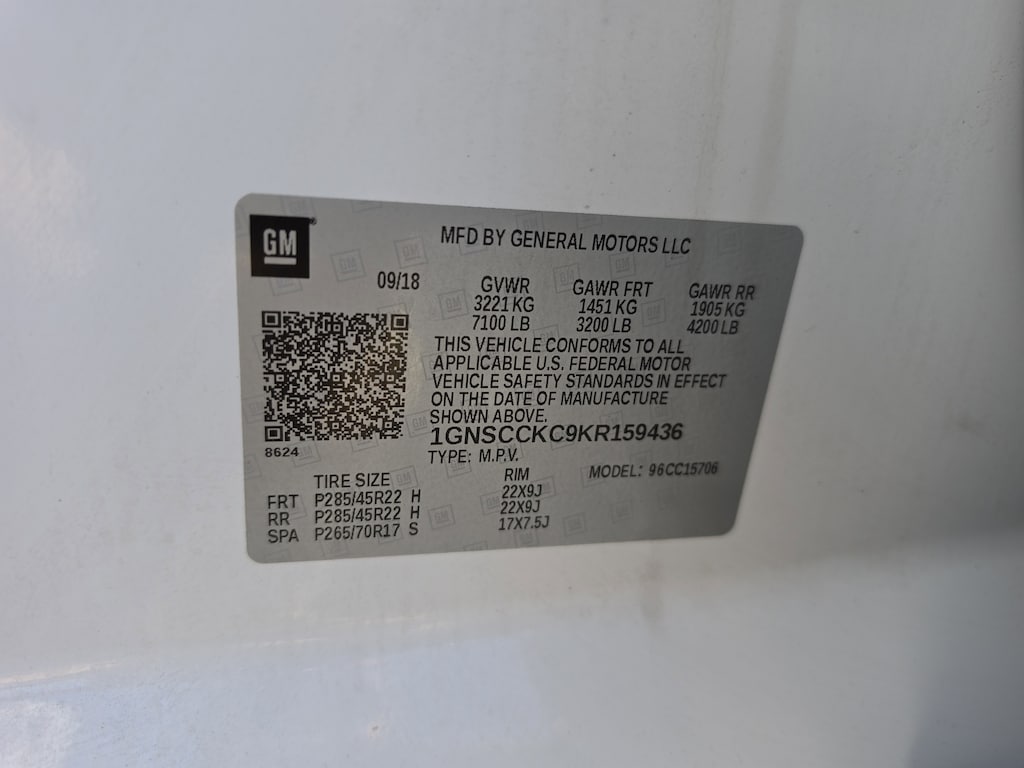 GM
MFD BY GENERAL MOTORS LLC
09/18
GVWR GAWR FRT GAWR RR
3221 KG 1451 KG 1905 KG
7100 LB 3200 LB 4200 LB
THIS VEHICLE CONFORMS TO ALL
APPLICABLE U.S. FEDERAL MOTOR
VEHICLE SAFETY STANDARDS IN EFFECT
ON THE DATE OF MANUFACTURE
SHOWN ABOVE.
1GNSCCKC9KR159436
8624
TYPE: M.P.V. MODEL: 96CC15706
TIRE SIZE RIM
FRT P285/45R22 H 22X9J
RR P285/45R22 H 22X9J
SPA P265/70R17 S 17X7.5J